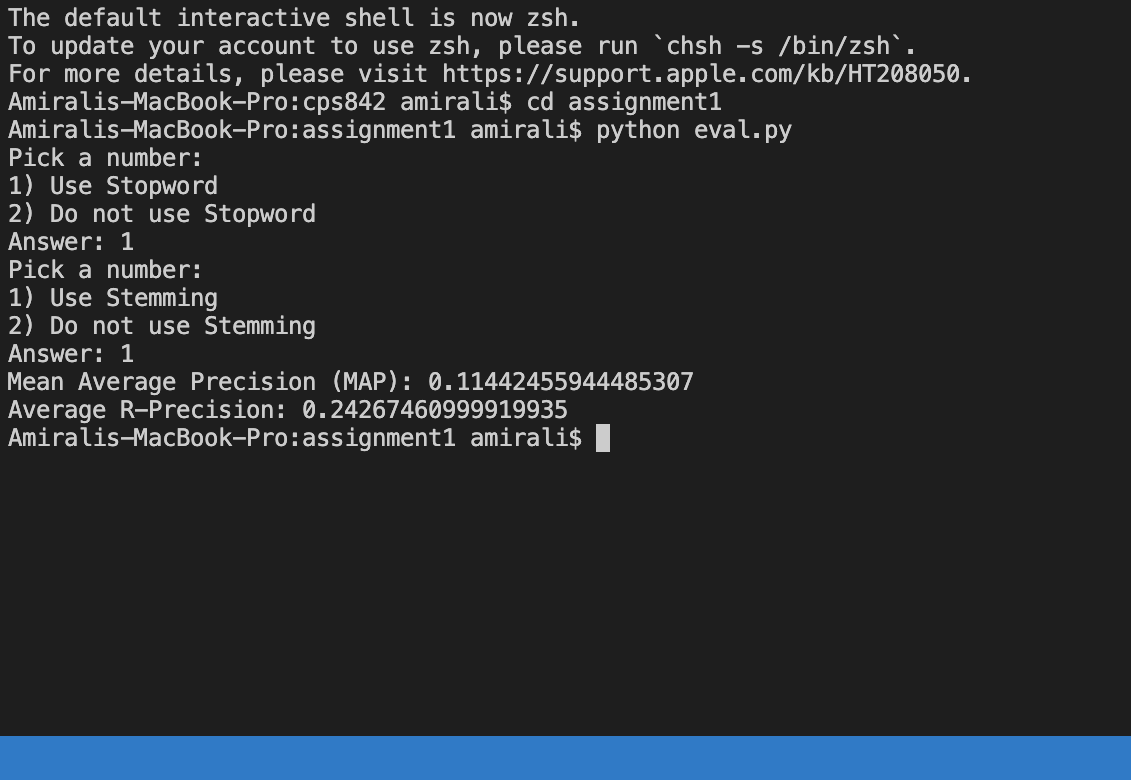 The default interactive shell is now zsh.
To update your account to use zsh, please run `chsh -s /bin/zsh`.
For more details, please visit https://support.apple.com/kb/HT208050.
Amiralis-MacBook-Pro:cps842 amirali$ cd assignment1
Amiralis-MacBook-Pro:assignment1 amirali$ python eval.py
Pick a number:
1) Use Stopword
2) Do not use Stopword
Answer: 1
Pick a number:
1) Use Stemming
2) Do not use Stemming
Answer: 1
Mean Average Precision (MAP): 0.11442455944485307
Average R-Precision: 0.24267460999919935
Amiralis-MacBook-Pro:assignment1 amirali$